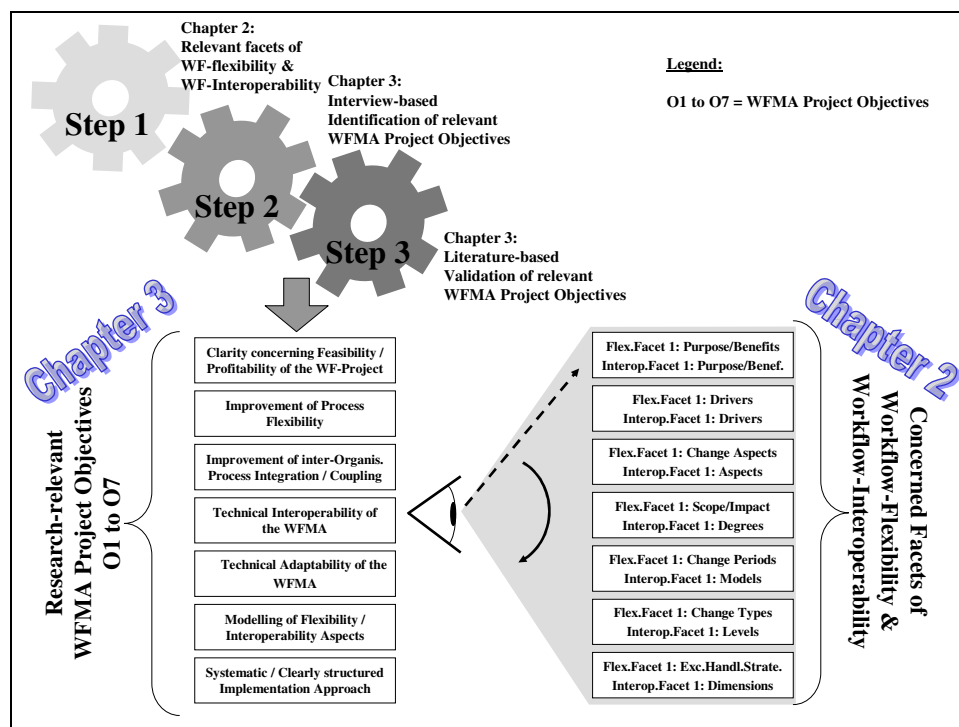 Chapter 2:
Relevant facets of
WF-flexibility &
WF-Interoperability
Step 1
Chapter 3:
Interview-based
Identification of relevant
WFMA Project Objectives
Step 2
Chapter 3:
Literature-based
Validation of relevant
WFMA Project Objectives
Step 3
Legend:
O1 to O7 = WFMA Project Objectives
Chapter 3
Research-relevant
WFMA Project Objectives
O1 to O7
Clarity concerning Feasibility /
Profitability of the WF-Project
Improvement of Process
Flexibility
Improvement of inter-Organis.
Process Integration / Coupling
Technical Interoperability of
the WFMA
Technical Adaptability of the
WFMA
Modelling of Flexibility /
Interoperability Aspects
Systematic / Clearly structured
Implementation Approach
Flex.Facet 1: Purpose/Benefits
Interop.Facet 1: Purpose/Benef.
Flex.Facet 1: Drivers
Interop.Facet 1: Drivers
Flex.Facet 1: Change Aspects
Interop.Facet 1: Aspects
Flex.Facet 1: Scope/Impact
Interop.Facet 1: Degrees
Flex.Facet 1: Change Periods
Interop.Facet 1: Models
Flex.Facet 1: Change Types
Interop.Facet 1: Levels
Flex.Facet 1: Exc.Handl.Strate.
Interop.Facet 1: Dimensions
Chapter 2
Concerned Facets of
Workflow-Flexibility &
Workflow-Interoperability